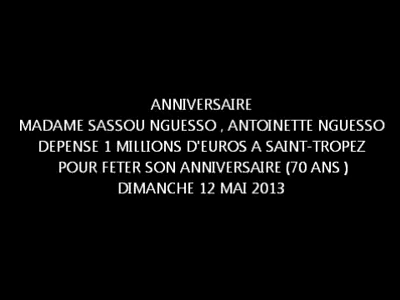 ANNIVERSAIRE
MADAME SASSOU NGUESSO , ANTOINETTE NGUESSO
DEPENSE 1 MILLIONS D'EUROS A SAINT-TROPEZ
POUR FETER SON ANNIVERSAIRE (70 ANS )
DIMANCHE 12 MAI 2013